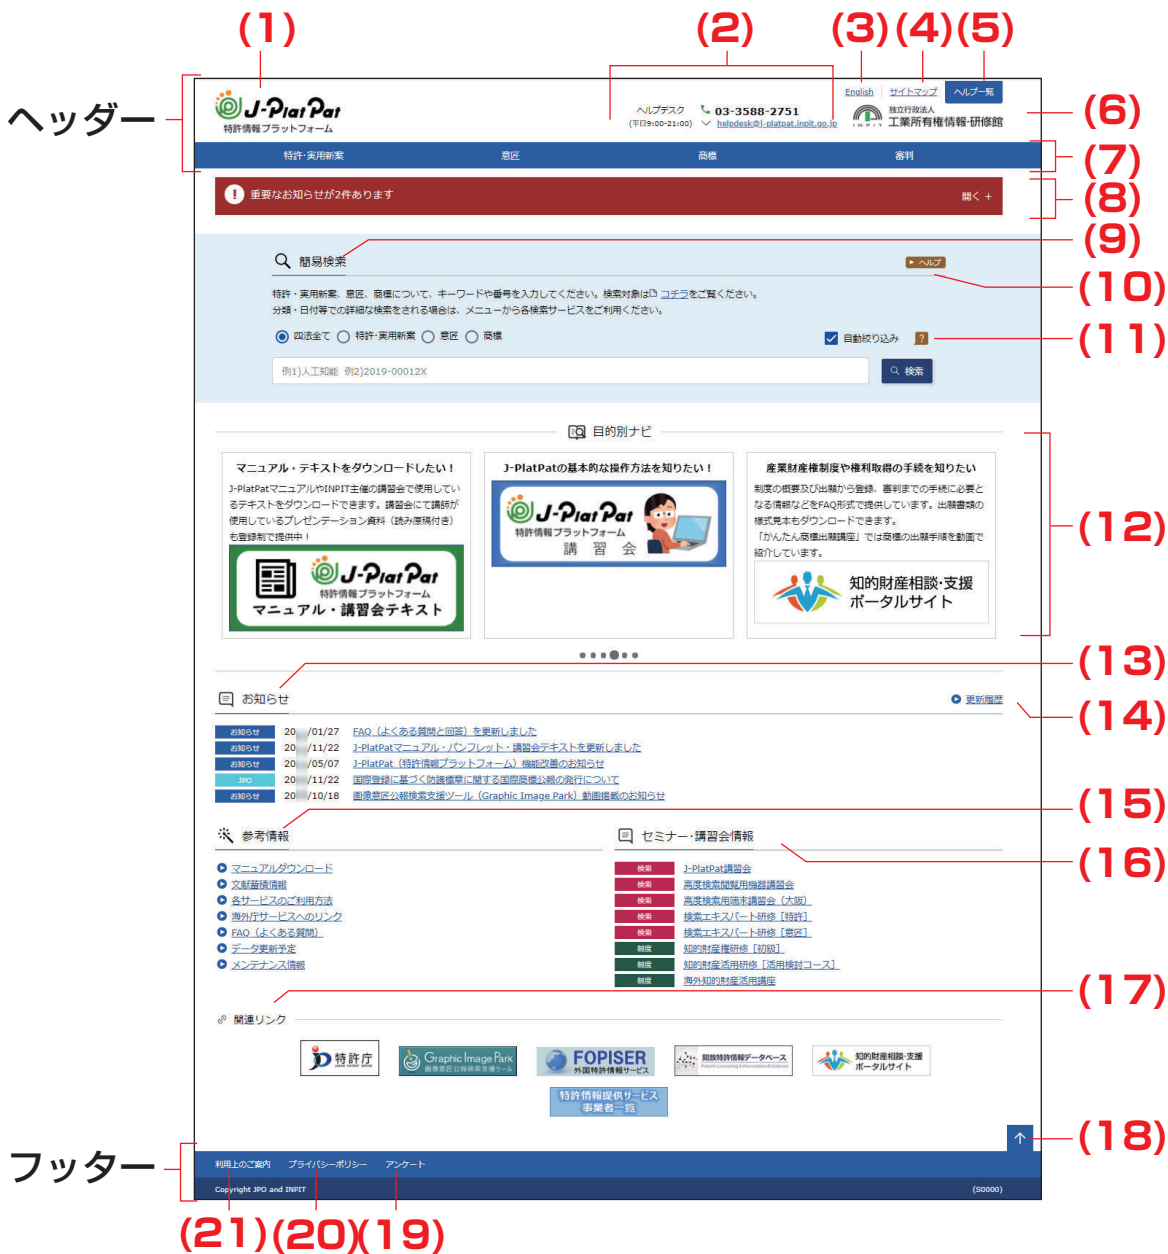 (1)
(2)
(3)
(4)
(5)
ヘッダー
J-PlatPat
特許情報プラットフォーム
ヘルプデスク 03-3588-2751
(平日9:00-21:00) helpdesk@j-platpat.inpit.go.jp
English サイトマップ ヘルプ一覧
INPIT 独立行政法人 工業所有権情報・研修館
(6)
特許・実用新案 意匠 商標 審判
(7)
! 重要なお知らせが2件あります 開く +
(8)
簡易検索
(9)
ヘルプ
(10)
特許・実用新案、意匠、商標について、キーワードや番号を入力してください。検索対象は コチラをご覧ください。
分類・日付等での詳細な検索をされる場合は、メニューから各検索サービスをご利用ください。
四法全て 特許・実用新案 意匠 商標
自動絞り込み ?
(11)
例1)人工知能 例2)2019-00012X
検索
目的別ナビ
(12)
マニュアル・テキストをダウンロードしたい！
J-PlatPatマニュアルやINPIT主催の講習会で使用してい
るテキストをダウンロードできます。講習会にて講師が
使用しているプレゼンテーション資料（読み原稿付き）
も登録制で提供中！
J-PlatPat
特許情報プラットフォーム
マニュアル・講習会テキスト
J-PlatPatの基本的な操作方法を知りたい！
J-PlatPat
特許情報プラットフォーム
講習会
産業財産権制度や権利取得の手続を知りたい
制度の概要及び出願から登録、審判までの手続に必要と
なる情報などをFAQ形式で提供しています。出願書類の
様式見本もダウンロードできます。
「かんたん商標出願講座」では商標の出願手順を動画で
紹介しています。
知的財産相談・支援
ポータルサイト
(13)
お知らせ
更新履歴
(14)
お知らせ 20 /01/27 FAQ（よくある質問と回答）を更新しました
お知らせ 20 /11/22 J-PlatPatマニュアル・パンフレット・講習会テキストを更新しました
お知らせ 20 /05/07 J-PlatPat（特許情報プラットフォーム）機能改善のお知らせ
JPO 20 /11/22 国際登録に基づく防護標章に関する国際商標公報の発行について
お知らせ 20 /10/18 画像意匠公報検索支援ツール（Graphic Image Park）動画掲載のお知らせ
(15)
参考情報
マニュアルダウンロード
文献蓄積情報
各サービスのご利用方法
海外庁サービスへのリンク
FAQ（よくある質問）
データ更新予定
メンテナンス情報
セミナー・講習会情報
(16)
検索 J-PlatPat講習会
検索 高度検索閲覧用機器講習会
検索 高度検索用端末講習会（大阪）
検索 検索エキスパート研修［特許］
検索 検索エキスパート研修［意匠］
制度 知的財産権研修［初級］
制度 知的財産活用研修［活用検討コース］
制度 海外知的財産活用講座
(17)
関連リンク
特許庁
JAPAN PATENT OFFICE
Graphic Image Park
画像意匠公報検索支援ツール
FOPISER
外国特許情報サービス
開放特許情報データベース
Patent Licensing Information Database
知的財産相談・支援
ポータルサイト
特許情報提供サービス
事業者一覧
(18)
フッター
利用上のご案内 プライバシーポリシー アンケート
Copyright JPO and INPIT (S0000)
(21)
(20)
(19)